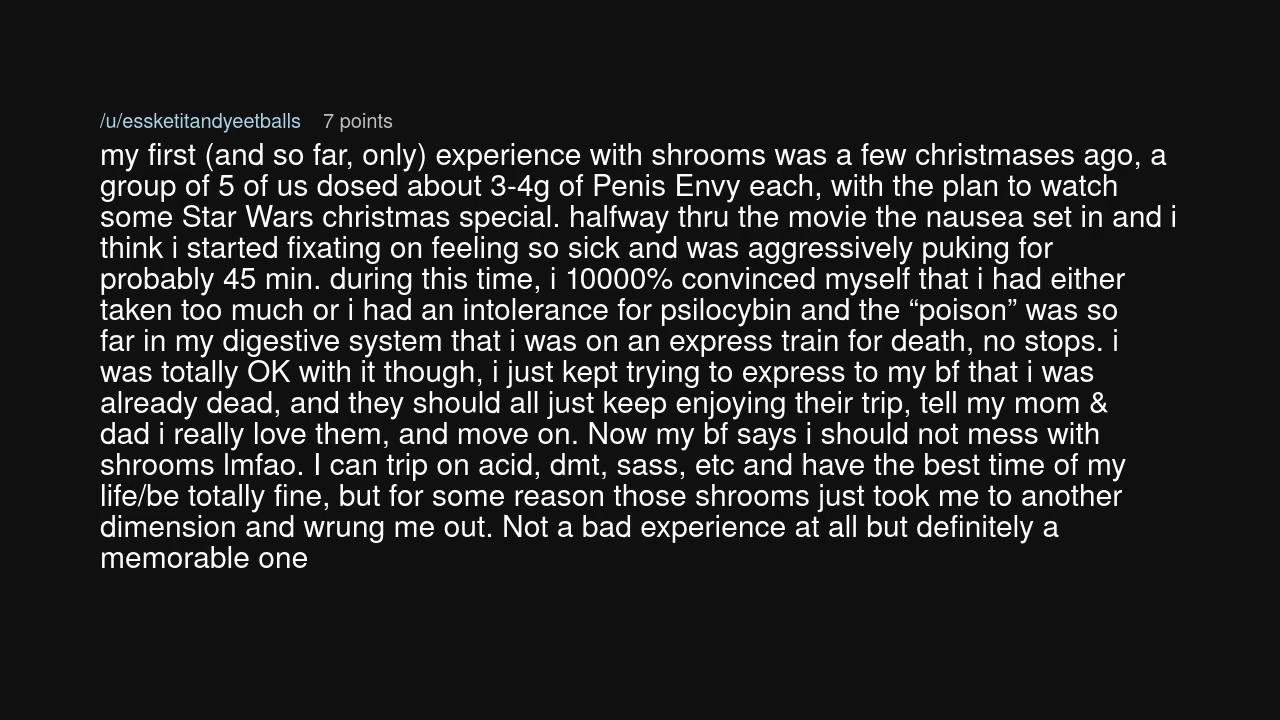 /u/essketitandyeetballs 7 points
my first (and so far, only) experience with shrooms was a few christmases ago, a
group of 5 of us dosed about 3-4g of Penis Envy each, with the plan to watch
some Star Wars christmas special. halfway thru the movie the nausea set in and i
think i started fixating on feeling so sick and was aggressively puking for
probably 45 min. during this time, i 10000% convinced myself that i had either
taken too much or i had an intolerance for psilocybin and the “poison” was so
far in my digestive system that i was on an express train for death, no stops. i
was totally OK with it though, i just kept trying to express to my bf that i was
already dead, and they should all just keep enjoying their trip, tell my mom &
dad i really love them, and move on. Now my bf says i should not mess with
shrooms lmfao. I can trip on acid, dmt, sass, etc and have the best time of my
life/be totally fine, but for some reason those shrooms just took me to another
dimension and wrung me out. Not a bad experience at all but definitely a
memorable one